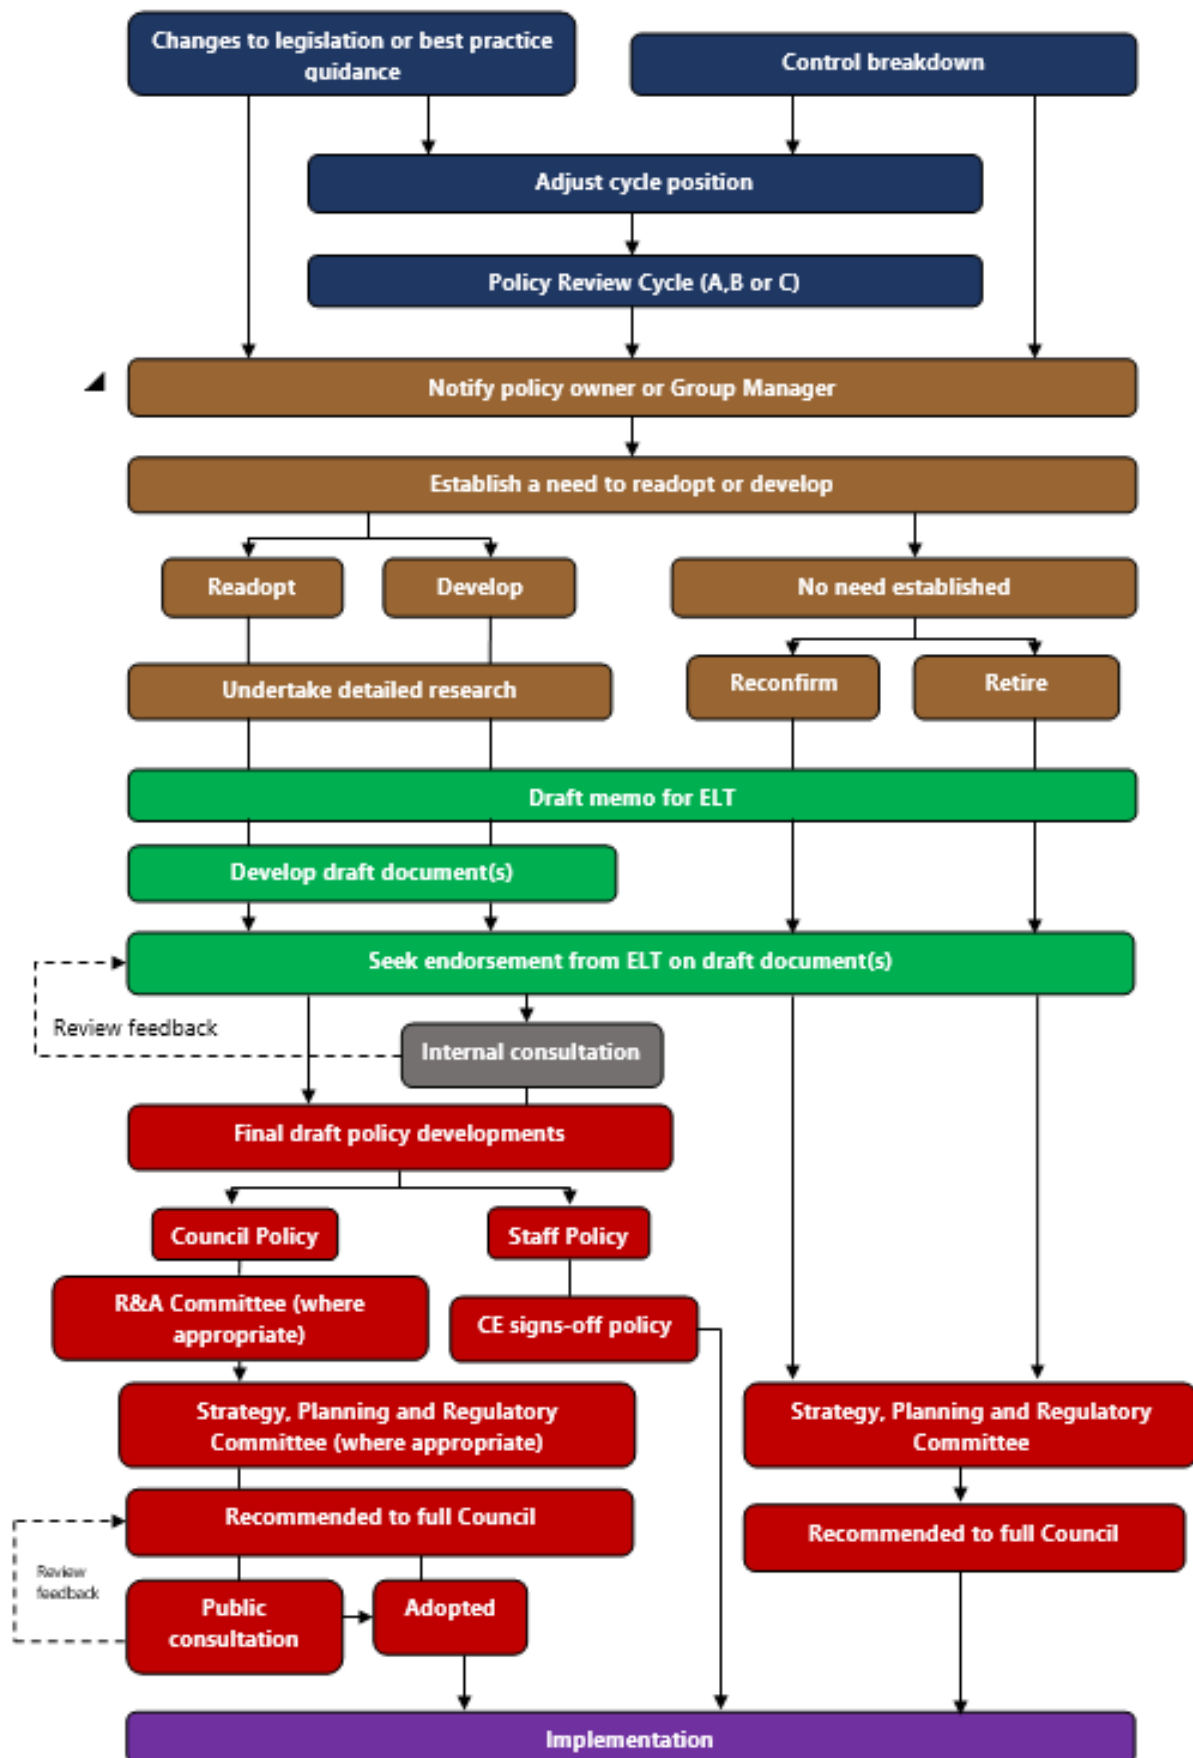 Changes to legislation or best practice
guidance
Control breakdown
Adjust cycle position
Policy Review Cycle (A,B or C)
Notify policy owner or Group Manager
Establish a need to readopt or develop
Readopt
Develop
No need established
Undertake detailed research
Reconfirm
Retire
Draft memo for ELT
Develop draft document(s)
Seek endorsement from ELT on draft document(s)
Review feedback
Internal consultation
Final draft policy developments
Council Policy
Staff Policy
R&A Committee (where
appropriate)
CE signs-off policy
Strategy, Planning and Regulatory
Committee (where appropriate)
Strategy, Planning and Regulatory
Committee
Recommended to full Council
Recommended to full Council
Review
feedback
Public
consultation
Adopted
Implementation